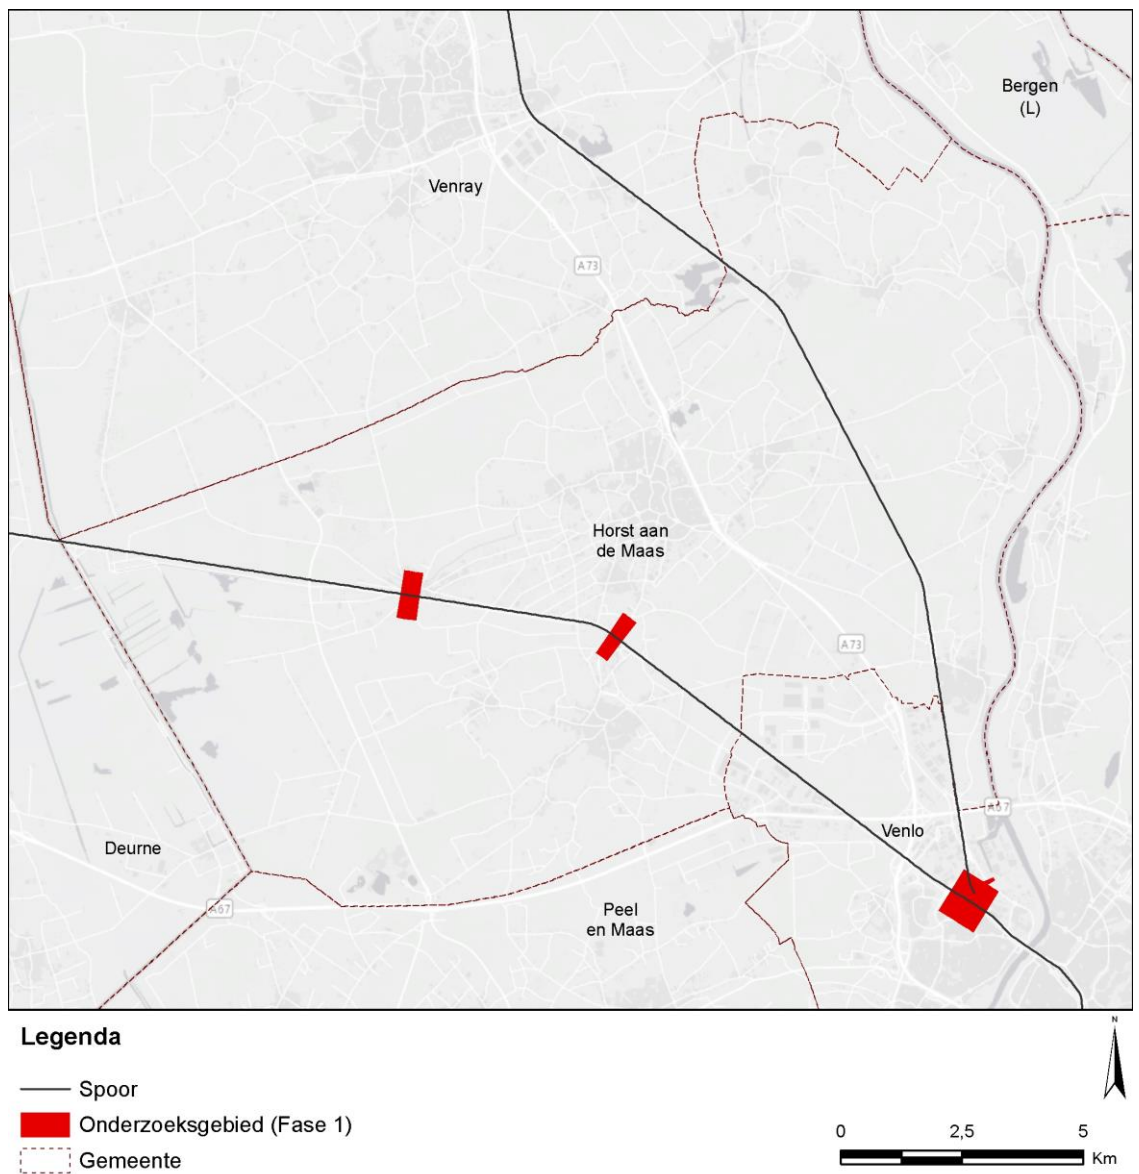 Bergen
(L)
Venray
A73
Horst aan
de Maas
A73
A67
Venlo
Deurne
A67
Peel
en Maas
Legenda
N
Spoor
Onderzoeksgebied (Fase 1)
Gemeente
0 2,5 5
Km